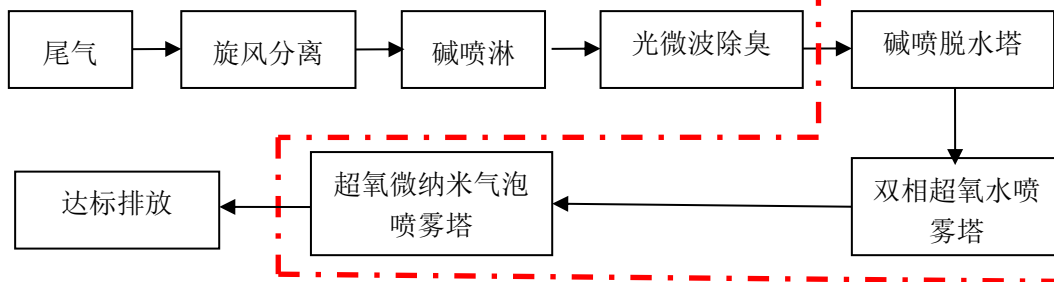 尾气
旋风分离
碱喷淋
光微波除臭
碱喷脱水塔
达标排放
超氧微纳米气泡
喷雾塔
双相超氧水喷
雾塔